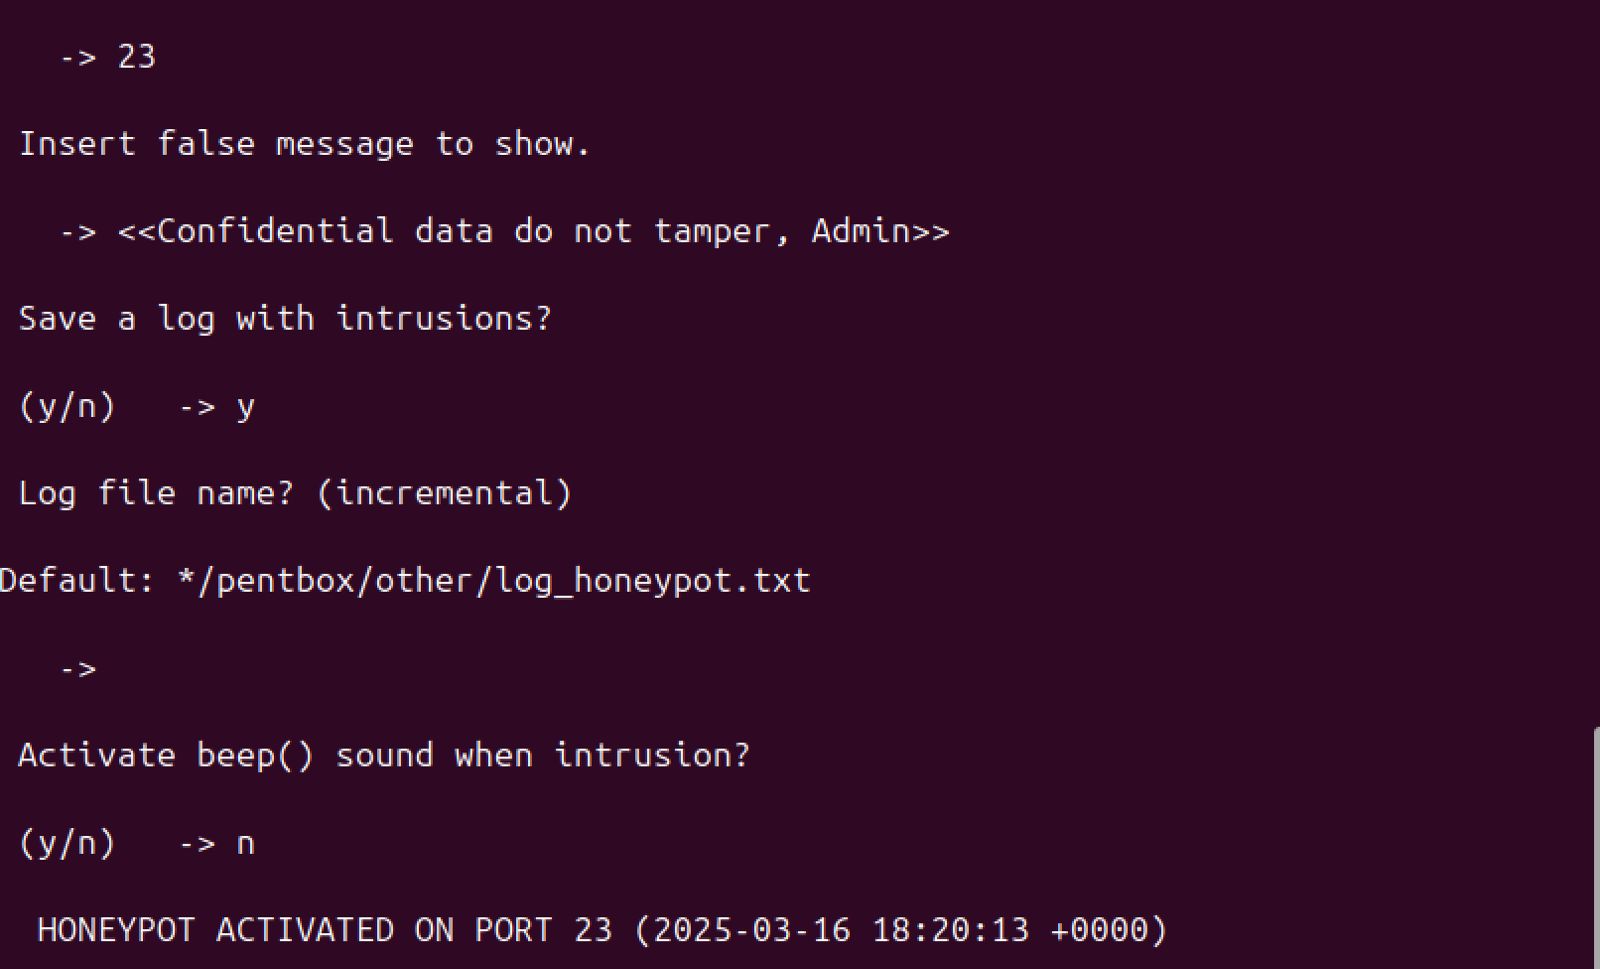 -> 23
Insert false message to show.
-> <<Confidential data do not tamper, Admin>>
Save a log with intrusions?
(y/n)   -> y
Log file name? (incremental)
Default: */pentbox/other/log_honeypot.txt
->
Activate beep() sound when intrusion?
(y/n)   -> n
HONEYPOT ACTIVATED ON PORT 23 (2025-03-16 18:20:13 +0000)